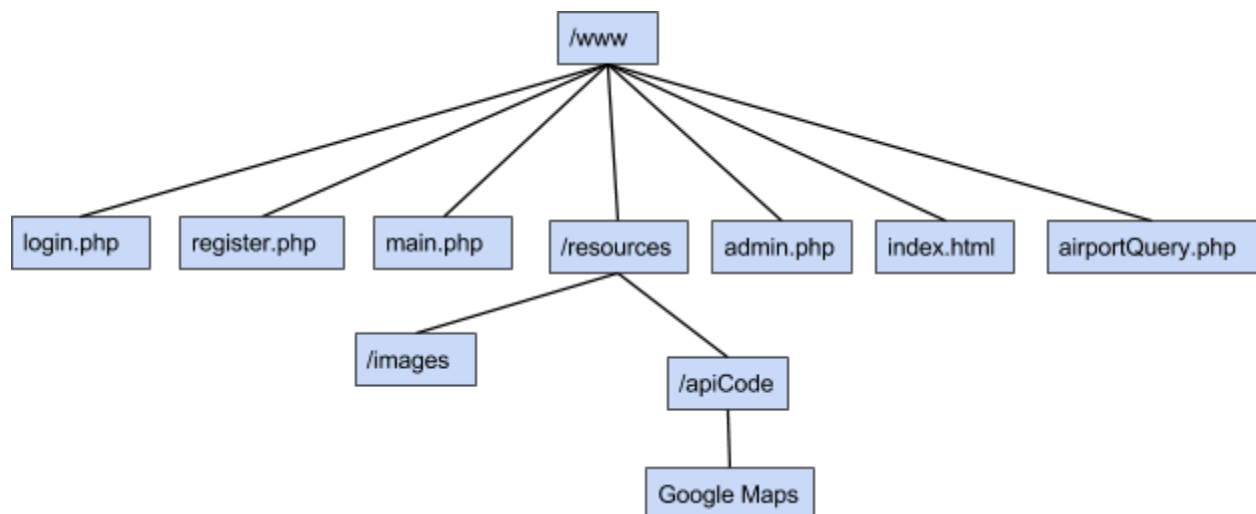 /www
login.php
register.php
main.php
/resources
admin.php
index.html
airportQuery.php
/images
/apiCode
Google Maps